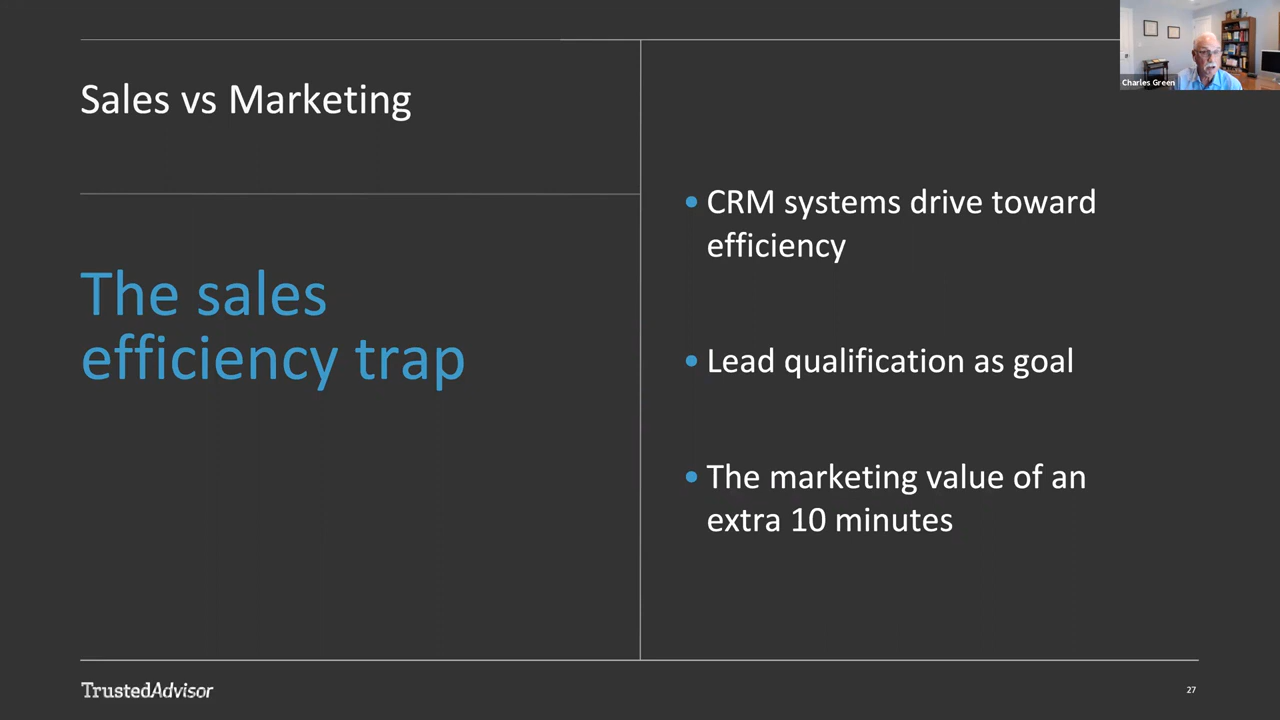 Sales vs Marketing
The sales
efficiency trap
• CRM systems drive toward
efficiency
• Lead qualification as goal
• The marketing value of an
extra 10 minutes
Charles Green
TrustedAdvisor
27